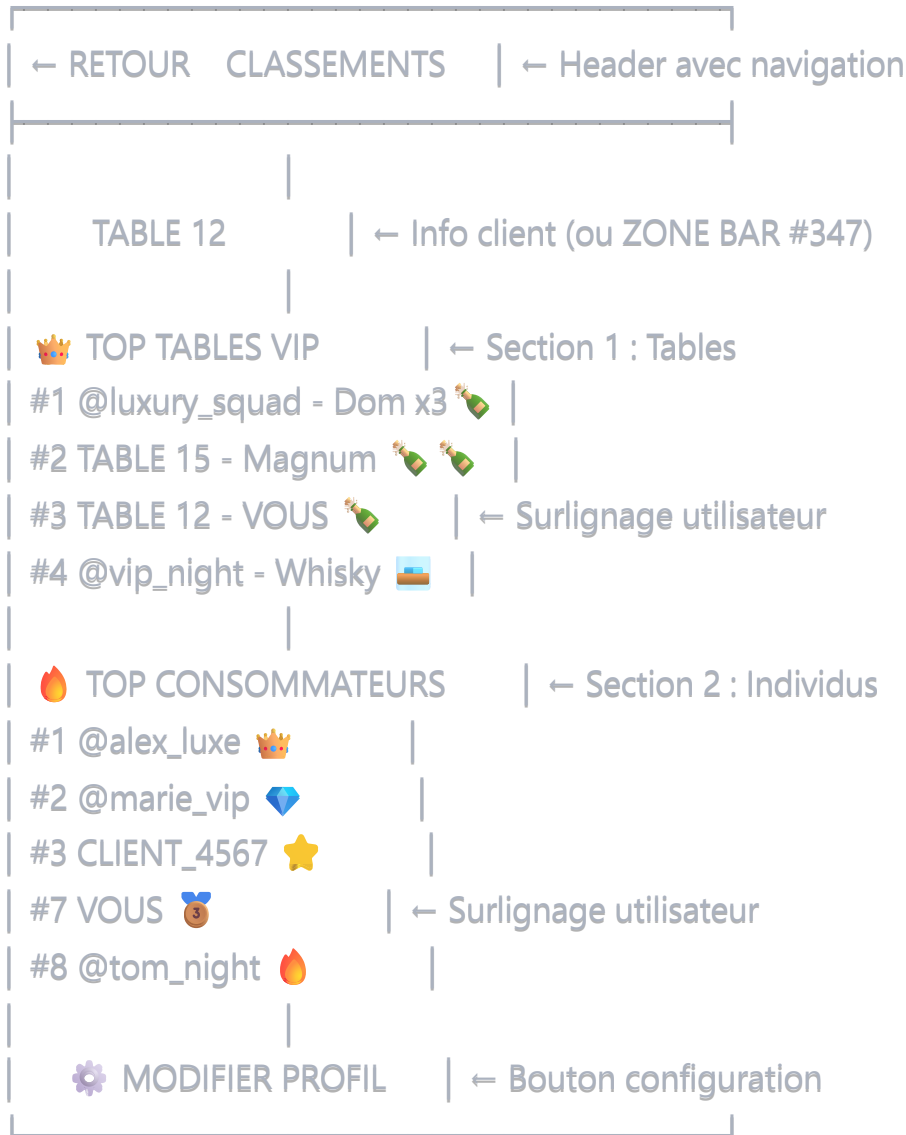 ← RETOUR CLASSEMENTS | ← Header avec navigation
TABLE 12 | ← Info client (ou ZONE BAR #347)
👑 TOP TABLES VIP | ← Section 1 : Tables
#1 @luxury_squad - Dom x3🍾 |
#2 TABLE 15 - Magnum 🍾 🍾 |
#3 TABLE 12 - VOUS 🍾 | ← Surlignage utilisateur
#4 @vip_night - Whisky 🥃 |
🔥 TOP CONSOMMATEURS | ← Section 2 : Individus
#1 @alex_luxe 👑 |
#2 @marie_vip 💎 |
#3 CLIENT_4567 ⭐ |
#7 VOUS 🥉 | ← Surlignage utilisateur
#8 @tom_night 🔥 |
⚙️ MODIFIER PROFIL | ← Bouton configuration